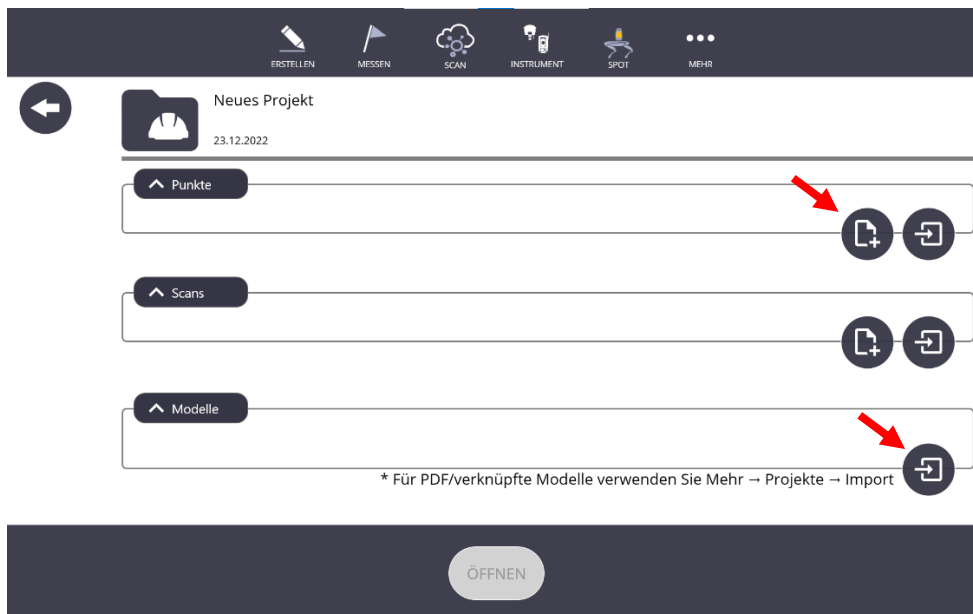 ERSTELLEN MESSEN SCAN INSTRUMENT SPOT MEHR
Neues Projekt
23.12.2022
Punkte
Scans
Modelle
* Für PDF/verknüpfte Modelle verwenden Sie Mehr → Projekte → Import
ÖFFNEN